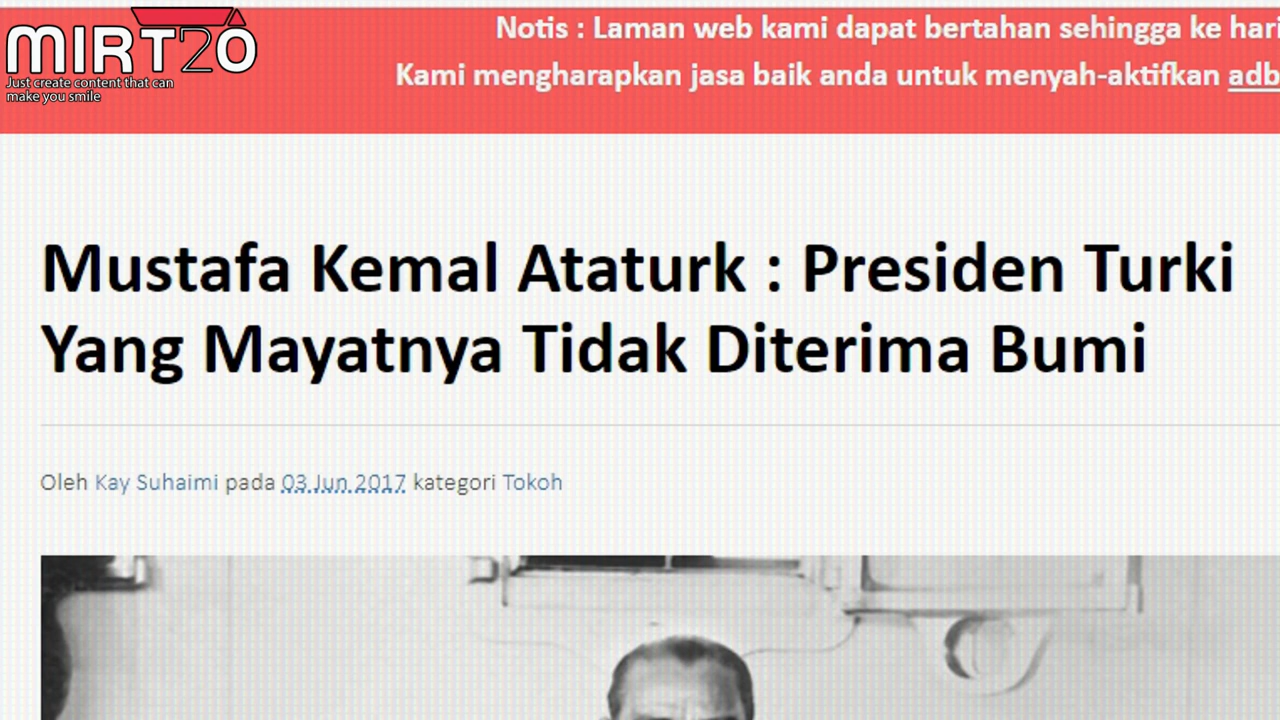 MIRT20
Just create content that can
make you smile
Notis : Laman web kami dapat bertahan sehingga ke hari
Kami mengharapkan jasa baik anda untuk menyah-aktifkan adb
Mustafa Kemal Ataturk : Presiden Turki
Yang Mayatnya Tidak Diterima Bumi
Oleh Kay Suhaimi pada 03 Jun 2017 kategori Tokoh